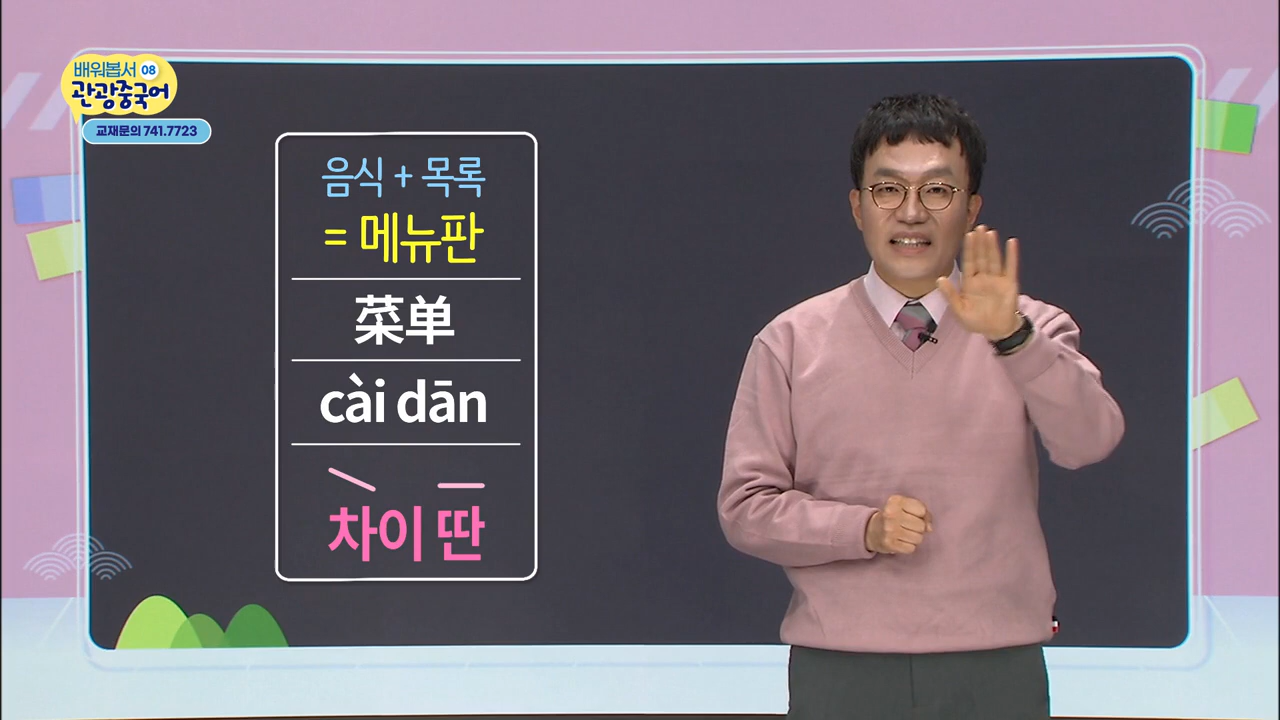 배워봅서 08
관광중국어
교재문의 741.7723
음식 + 목록
= 메뉴판
菜单
cài dān
차이 딴